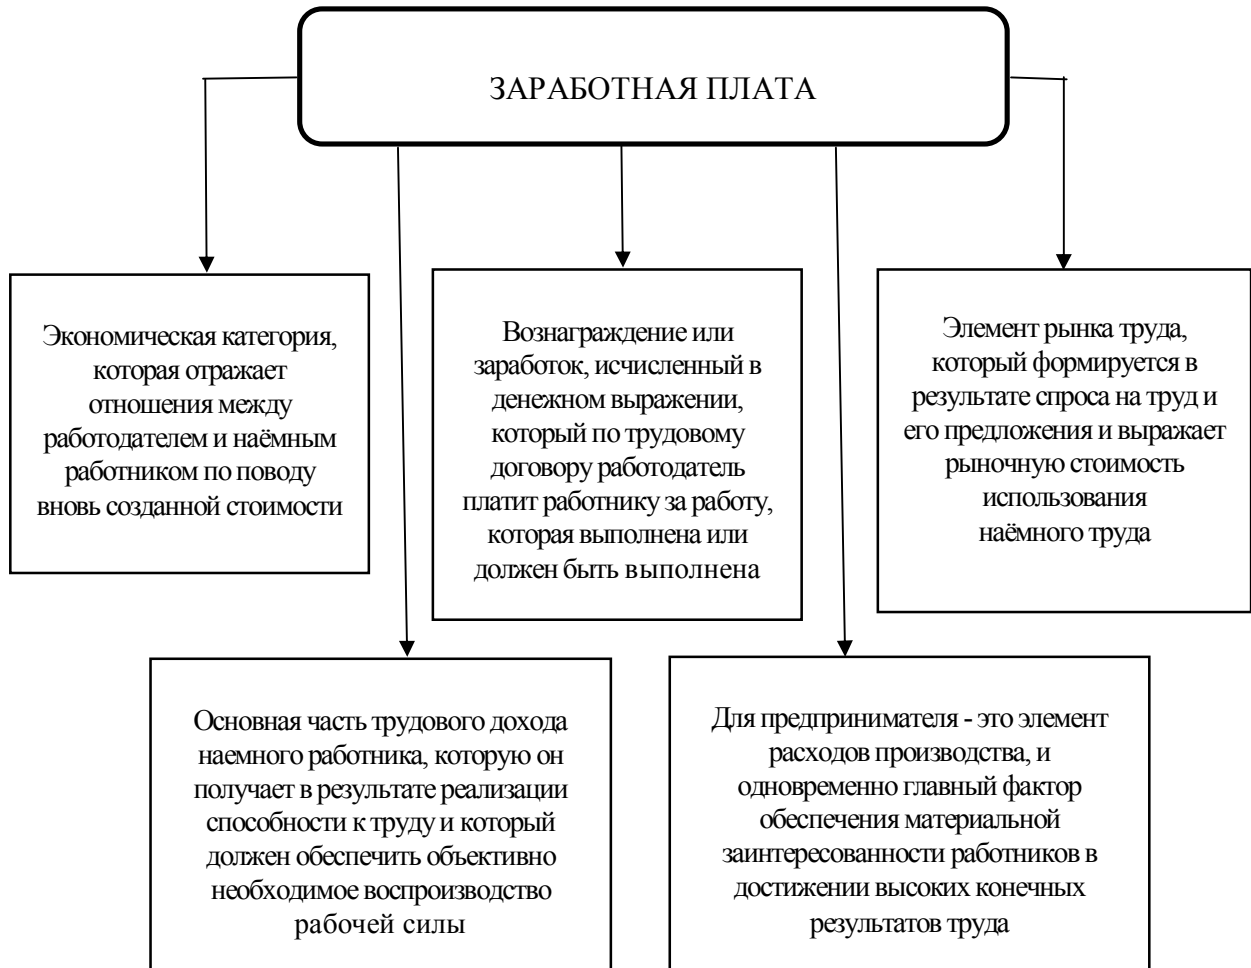 ЗАРАБОТНАЯ ПЛАТА
Экономическая категория,
которая отражает
отношения между
работодателем и наёмным
работником по поводу
вновь созданной стоимости
Вознаграждение или
заработок, исчисленный в
денежном выражении,
который по трудовому
договору работодатель
платит работнику за работу,
которая выполнена или
должен быть выполнена
Элемент рынка труда,
который формируется в
результате спроса на труд и
его предложения и выражает
рыночную стоимость
использования
наёмного труда
Основная часть трудового дохода
наемного работника, которую он
получает в результате реализации
способности к труду и который
должен обеспечить объективно
необходимое воспроизводство
рабочей силы
Для предпринимателя - это элемент
расходов производства, и
одновременно главный фактор
обеспечения материальной
заинтересованности работников в
достижении высоких конечных
результатов труда